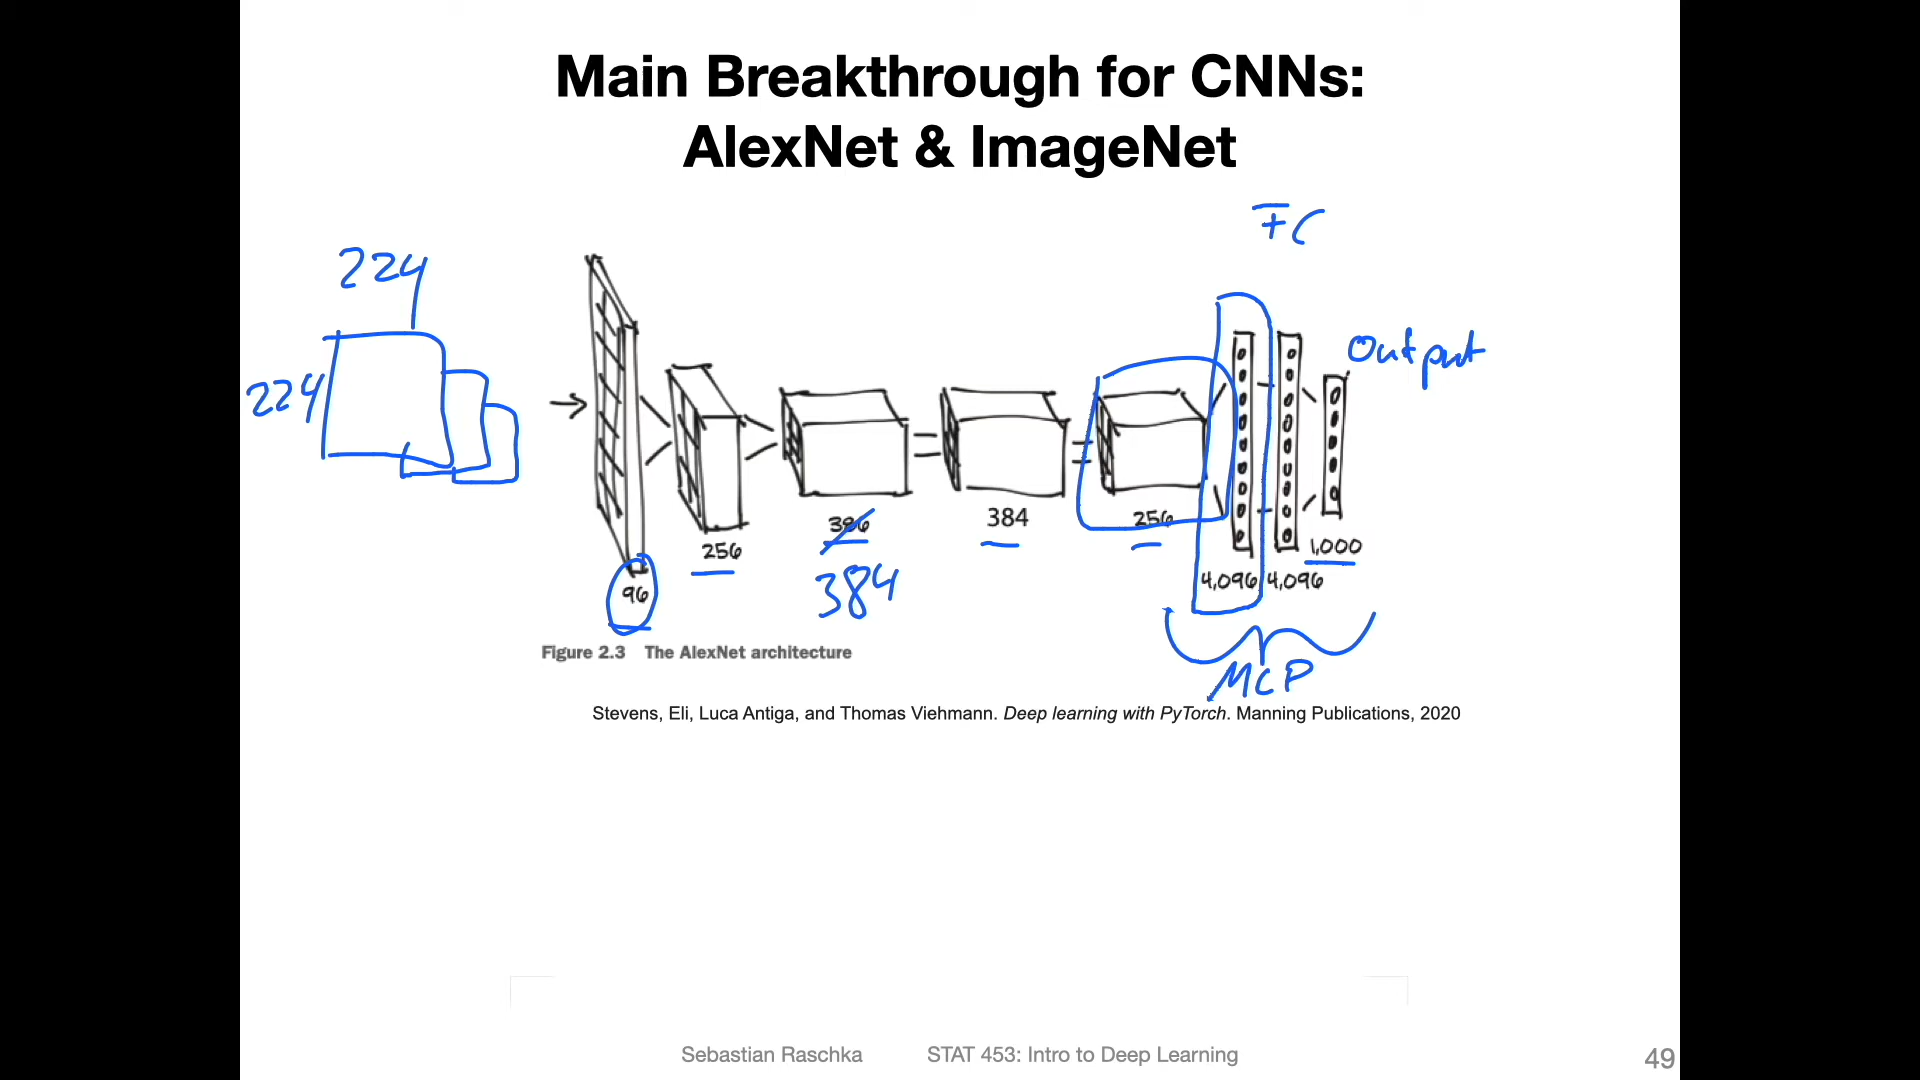 Main Breakthrough for CNNs:
AlexNet & ImageNet
FC
224
224
Output
96
256
396
384
384
256
4,096
4,096
1,000
MCP
Figure 2.3 The AlexNet architecture
Stevens, Eli, Luca Antiga, and Thomas Viehmann. Deep learning with PyTorch. Manning Publications, 2020
Sebastian Raschka STAT 453: Intro to Deep Learning 49